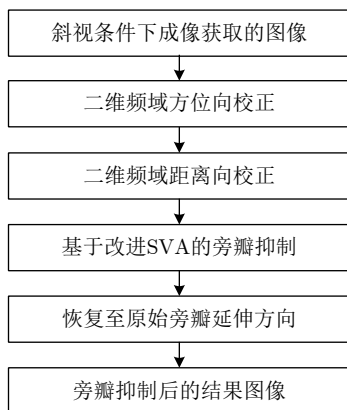 斜视条件下成像获取的图像
二维频域方位向校正
二维频域距离向校正
基于改进SVA的旁瓣抑制
恢复至原始旁瓣延伸方向
旁瓣抑制后的结果图像